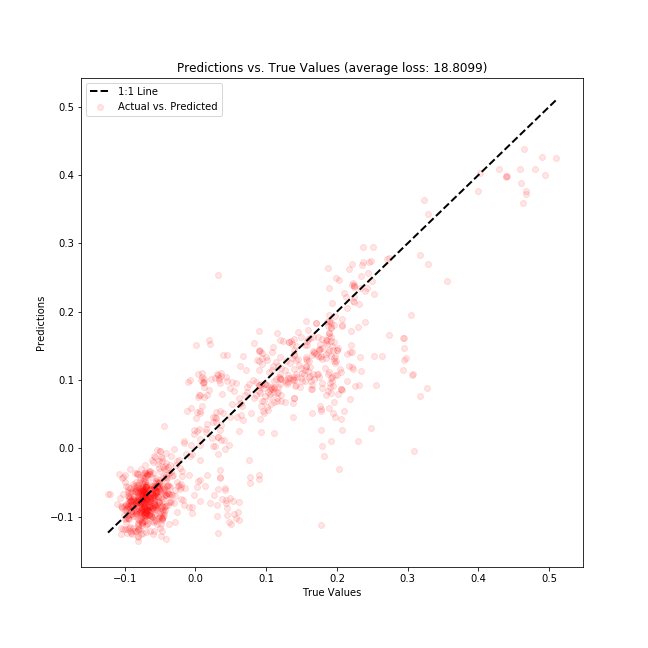 Predictions vs. True Values (average loss: 18.8099)
1:1 Line
Actual vs. Predicted
0.5
0.4
0.3
0.2
0.1
0.0
−0.1
Predictions
−0.1 0.0 0.1 0.2 0.3 0.4 0.5
True Values